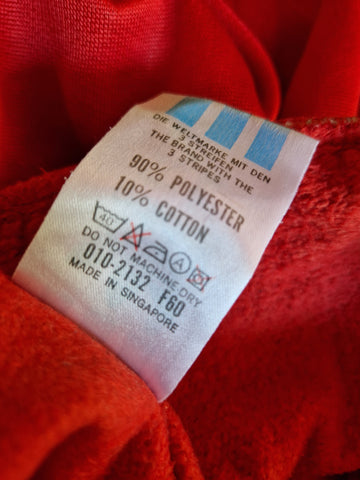 DIE WELTMARKE MIT DEN
3 STREIFEN
THE BRAND WITH THE
3 STRIPES
90% POLYESTER
10% COTTON
40 A
DO NOT MACHINE-DRY
010-2132 F60
MADE IN SINGAPORE